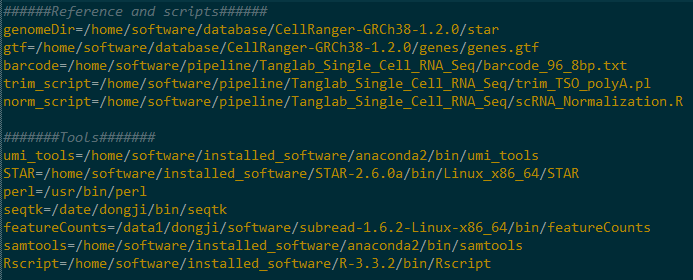 ######Reference and scripts######
genomeDir=/home/software/database/CellRanger-GRCh38-1.2.0/star
gtf=/home/software/database/CellRanger-GRCh38-1.2.0/genes/genes.gtf
barcode=/home/software/pipeline/Tanglab_Single_Cell_RNA_Seq/barcode_96_8bp.txt
trim_script=/home/software/pipeline/Tanglab_Single_Cell_RNA_Seq/trim_TSO_polyA.pl
norm_script=/home/software/pipeline/Tanglab_Single_Cell_RNA_Seq/scRNA_Normalization.R
#######Tools#######
umi_tools=/home/software/installed_software/anaconda2/bin/umi_tools
STAR=/home/software/installed_software/STAR-2.6.0a/bin/Linux_x86_64/STAR
perl=/usr/bin/perl
seqtk=/date/dongji/bin/seqtk
featureCounts=/data1/dongji/software/subread-1.6.2-Linux-x86_64/bin/featureCounts
samtools=/home/software/installed_software/anaconda2/bin/samtools
Rscript=/home/software/installed_software/R-3.3.2/bin/Rscript